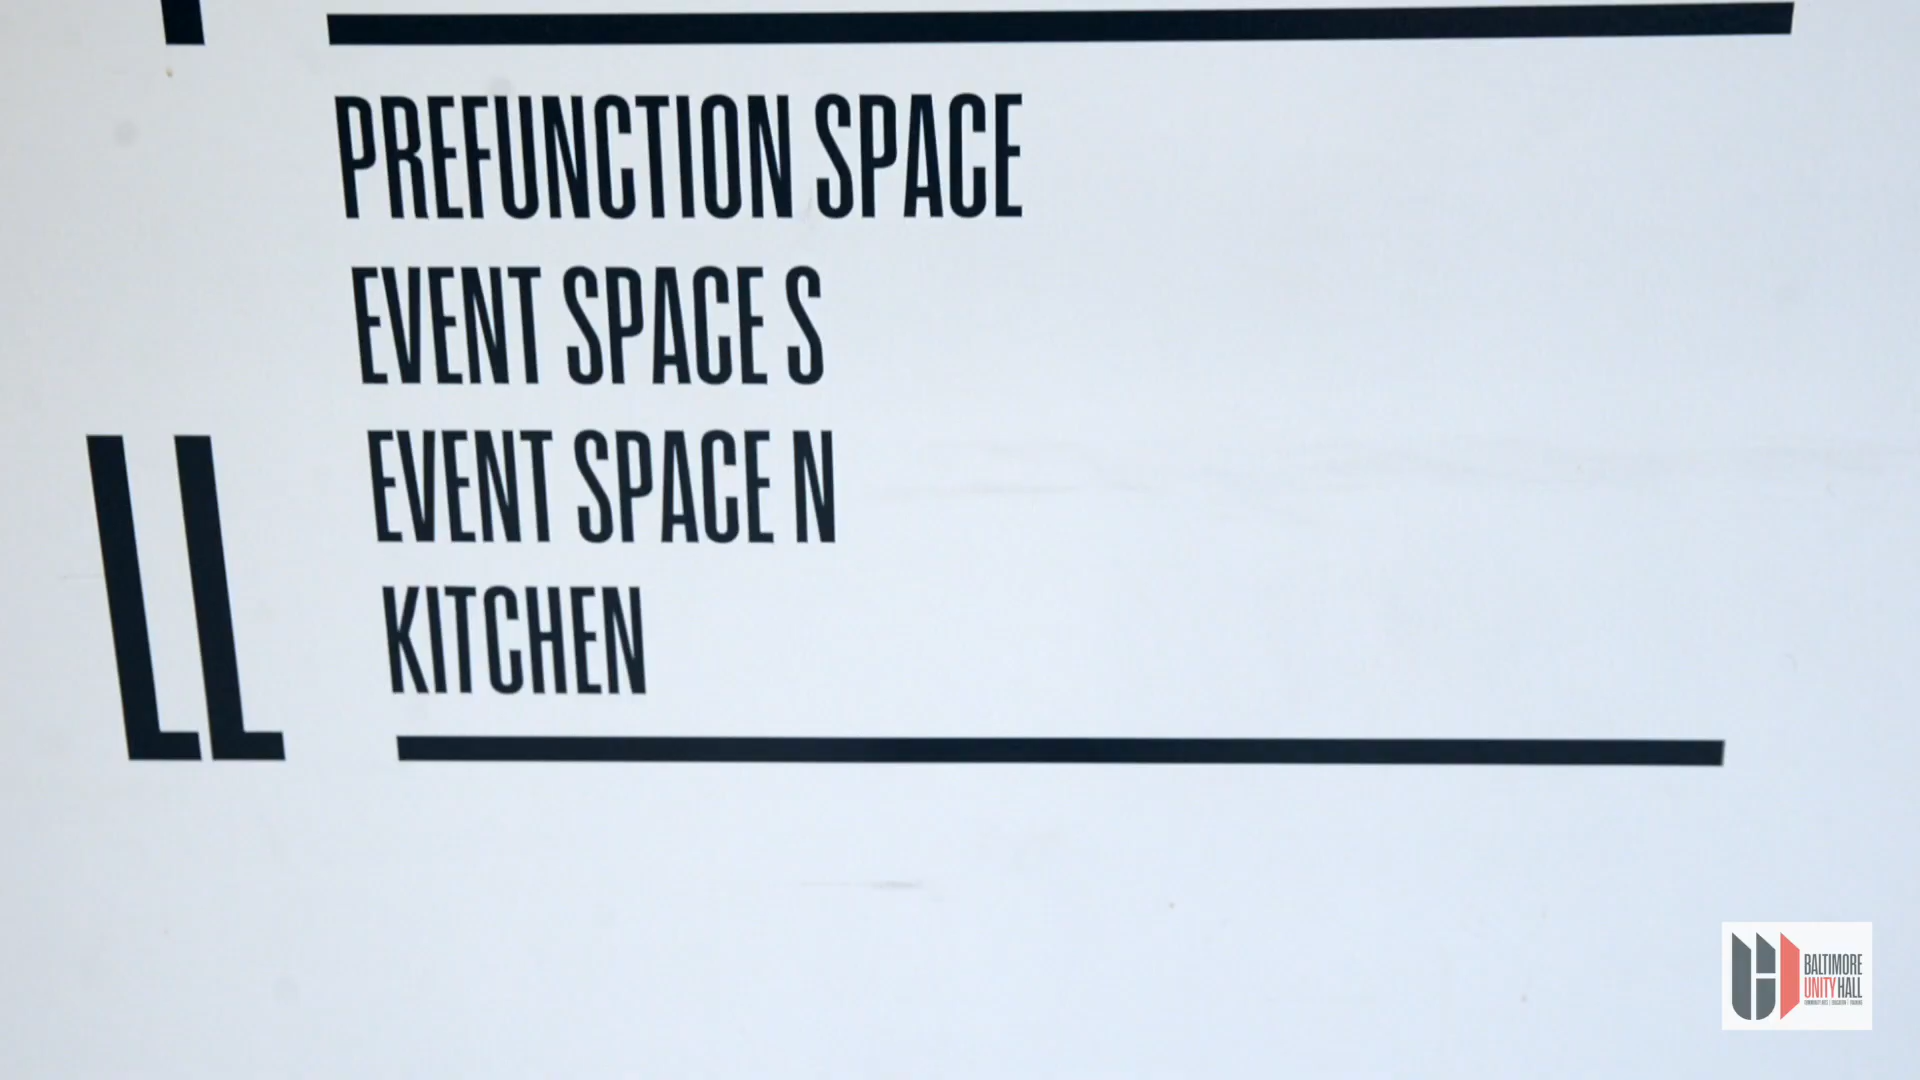 PREFUNCTION SPACE
EVENT SPACE S
EVENT SPACE N
LL
KITCHEN
BALTIMORE
UNITY HALL